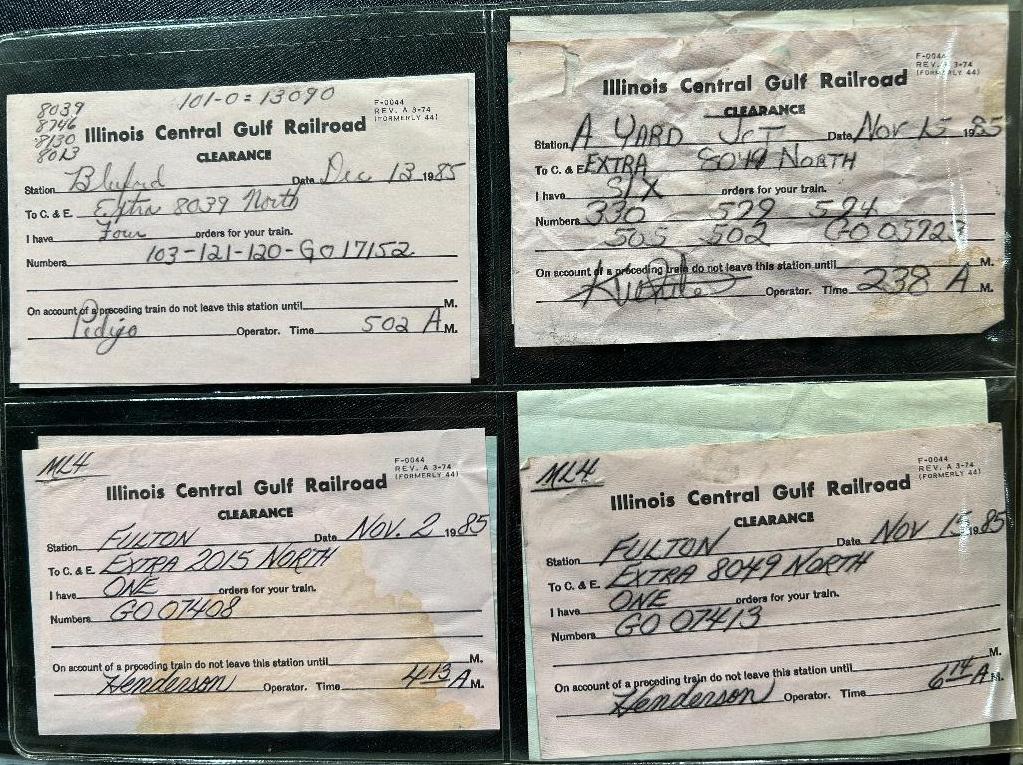 8039
8746
8130
8013
101-0=13090
F-0044
REV. A 3-74
(FORMERLY 44)
Illinois Central Gulf Railroad
CLEARANCE
Station Bluford Date Dec 13 1985
To C. & E. Extra 8039 North
I have Four orders for your train.
Numbers 103-121-120-GO17152
On account of a preceding train do not leave this station until M.
Pedigo Operator. Time 502 A M.
F-0044
REV. A 3-74
(FORMERLY 44)
Illinois Central Gulf Railroad
CLEARANCE
Station A YARD JCT Date Nov 15 1985
To C. & E. EXTRA 8049 NORTH
I have SIX orders for your train.
Numbers 330 529 524
505 502 GO 05723
On account of a preceding train do not leave this station until M.
Operator. Time 238 A M.
ML4
F-0044
REV. A 3-74
(FORMERLY 44)
Illinois Central Gulf Railroad
CLEARANCE
Station FULTON Date NOV. 2 1985
To C. & E. EXTRA 2015 NORTH
I have ONE orders for your train.
Numbers GO 07408
On account of a preceding train do not leave this station until M.
Henderson Operator. Time 413 A M.
ML4
F-0044
REV. A 3-74
(FORMERLY 44)
Illinois Central Gulf Railroad
CLEARANCE
Station FULTON Date NOV 15 1985
To C. & E. EXTRA 8049 NORTH
I have ONE orders for your train.
Numbers GO 07413
On account of a preceding train do not leave this station until M.
Henderson Operator. Time 614 A M.